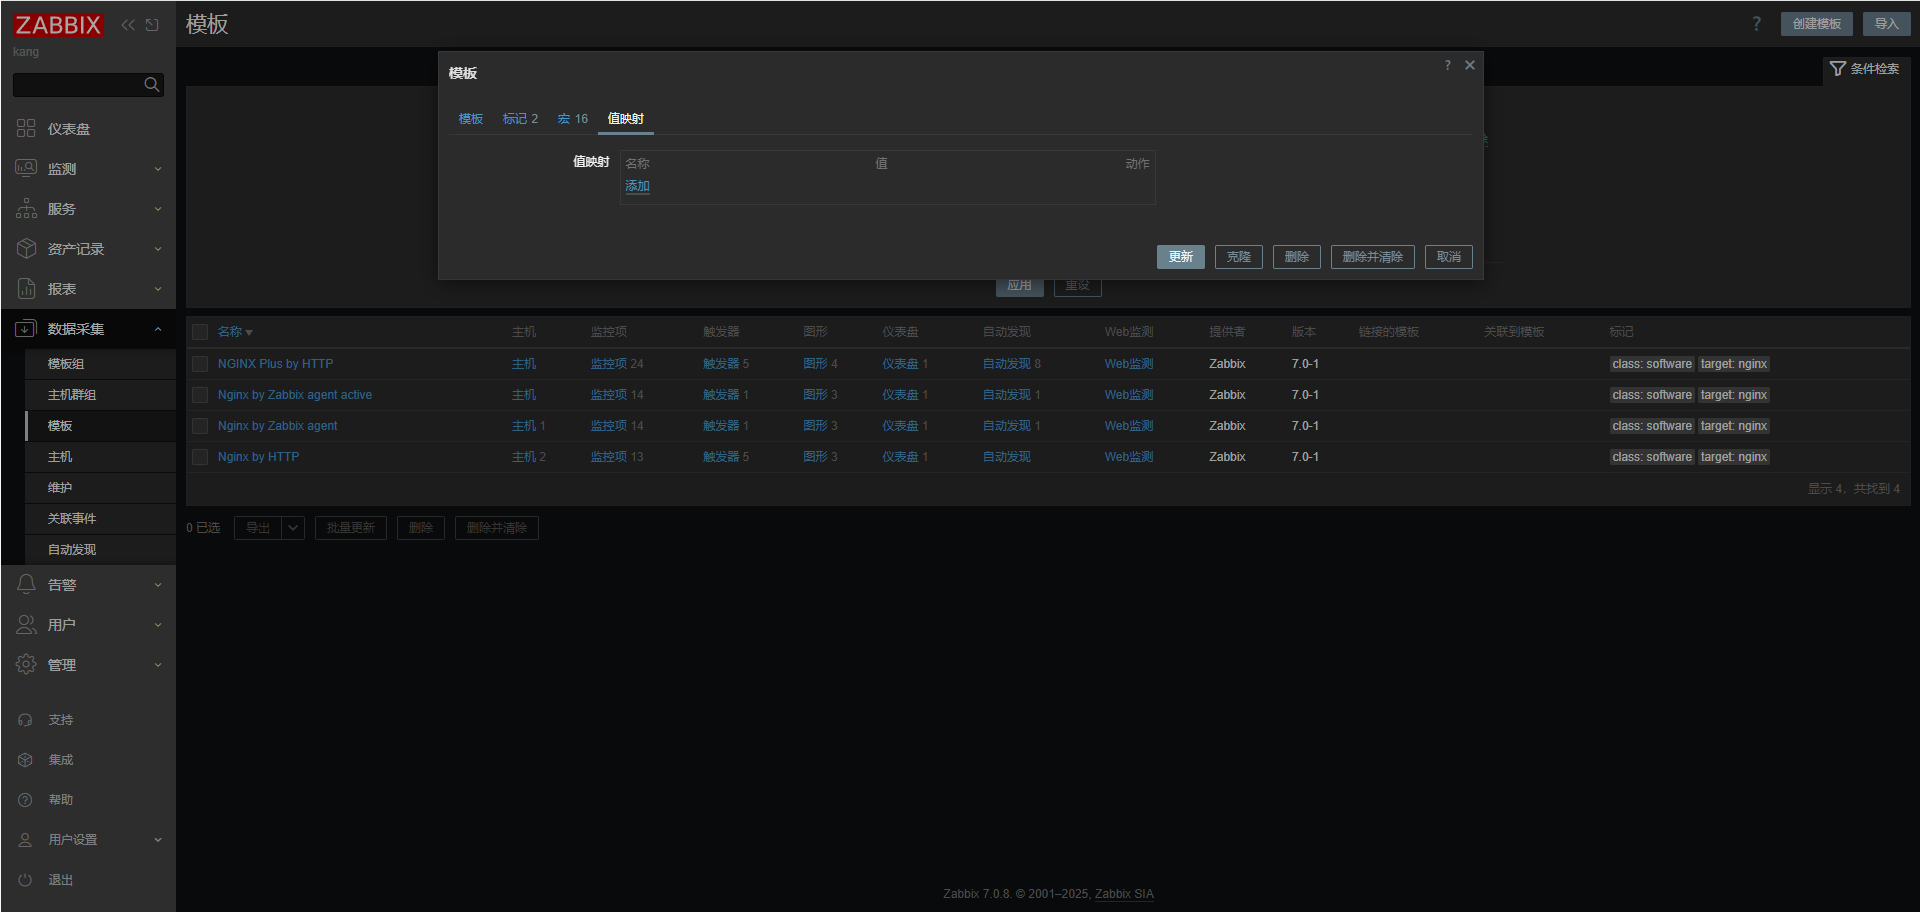 ZABBIX
kang
仪表盘
监测
服务
资产记录
报表
数据采集
模板组
主机群组
模板
主机
维护
关联事件
自动发现
告警
用户
管理
支持
集成
帮助
用户设置
退出
模板
? 创建模板 导入
条件检索
模板
?
模板 标记 2 宏 16 值映射
值映射 名称 值 动作
添加
更新 克隆 删除 删除并清除 取消
应用 重设
名称 主机 监控项 触发器 图形 仪表盘 自动发现 Web监测 提供者 版本 链接的模板 关联到模板 标记
NGINX Plus by HTTP 主机 监控项 24 触发器 5 图形 4 仪表盘 1 自动发现 8 Web监测 Zabbix 7.0-1 class: software target: nginx
Nginx by Zabbix agent active 主机 监控项 14 触发器 1 图形 3 仪表盘 1 自动发现 1 Web监测 Zabbix 7.0-1 class: software target: nginx
Nginx by Zabbix agent 主机 1 监控项 14 触发器 1 图形 3 仪表盘 1 自动发现 1 Web监测 Zabbix 7.0-1 class: software target: nginx
Nginx by HTTP 主机 2 监控项 13 触发器 5 图形 3 仪表盘 1 自动发现 Web监测 Zabbix 7.0-1 class: software target: nginx
显示 4，共找到 4
0 已选 导出 批量更新 删除 删除并清除
Zabbix 7.0.8. © 2001–2025, Zabbix SIA